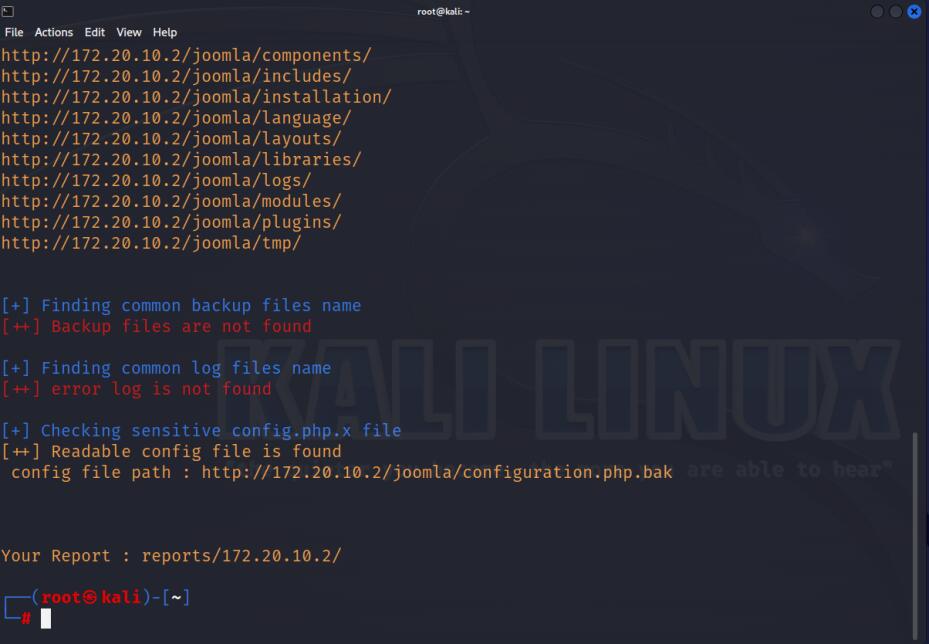 root@kali: ~
File Actions Edit View Help
http://172.20.10.2/joomla/components/
http://172.20.10.2/joomla/includes/
http://172.20.10.2/joomla/installation/
http://172.20.10.2/joomla/language/
http://172.20.10.2/joomla/layouts/
http://172.20.10.2/joomla/libraries/
http://172.20.10.2/joomla/logs/
http://172.20.10.2/joomla/modules/
http://172.20.10.2/joomla/plugins/
http://172.20.10.2/joomla/tmp/
[+] Finding common backup files name
[++] Backup files are not found
[+] Finding common log files name
[++] error log is not found
KALI LINUX
[+] Checking sensitive config.php.x file
[++] Readable config file is found
config file path : http://172.20.10.2/joomla/configuration.php.bak
are able to hear"
Your Report : reports/172.20.10.2/
┌──(root㉿kali)-[~]
└─#